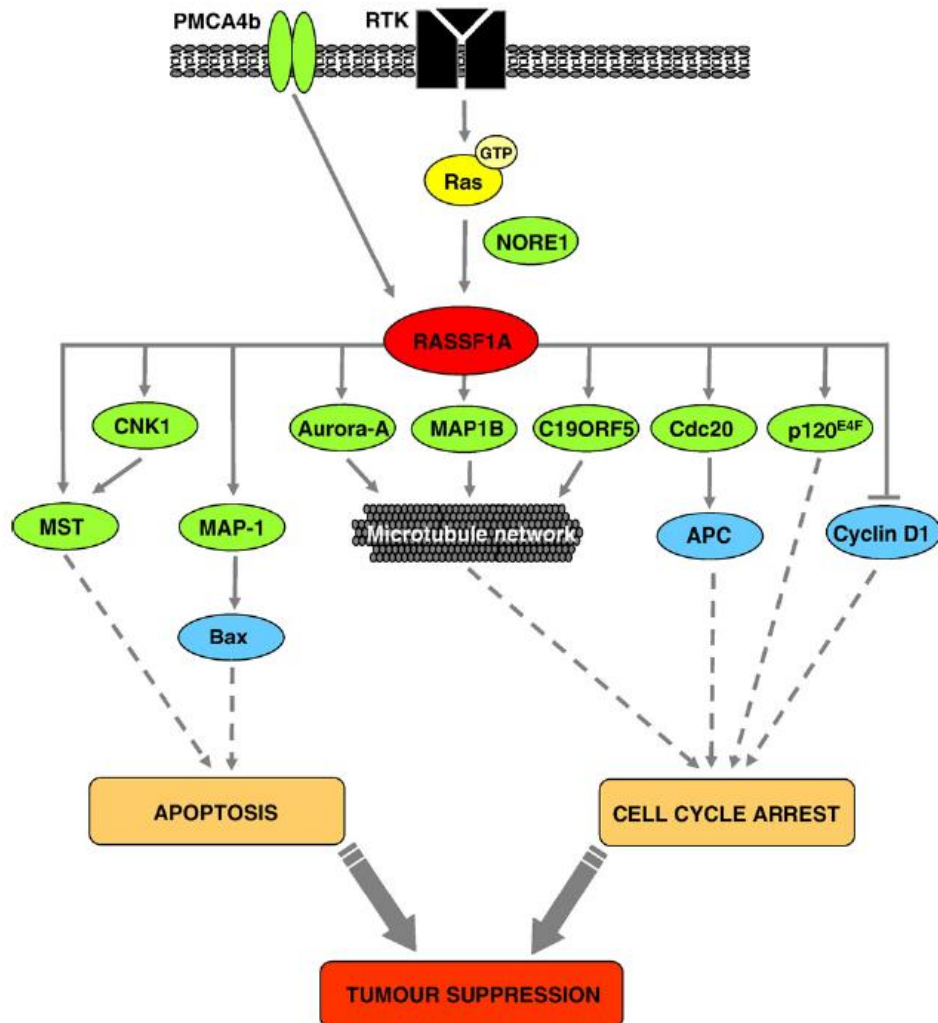 PMCA4b
RTK
GTP
Ras
NORE1
RASSF1A
CNK1
Aurora-A
MAP1B
C19ORF5
Cdc20
p120E4F
MST
MAP-1
Microtubule network
APC
Cyclin D1
Bax
APOPTOSIS
CELL CYCLE ARREST
TUMOUR SUPPRESSION